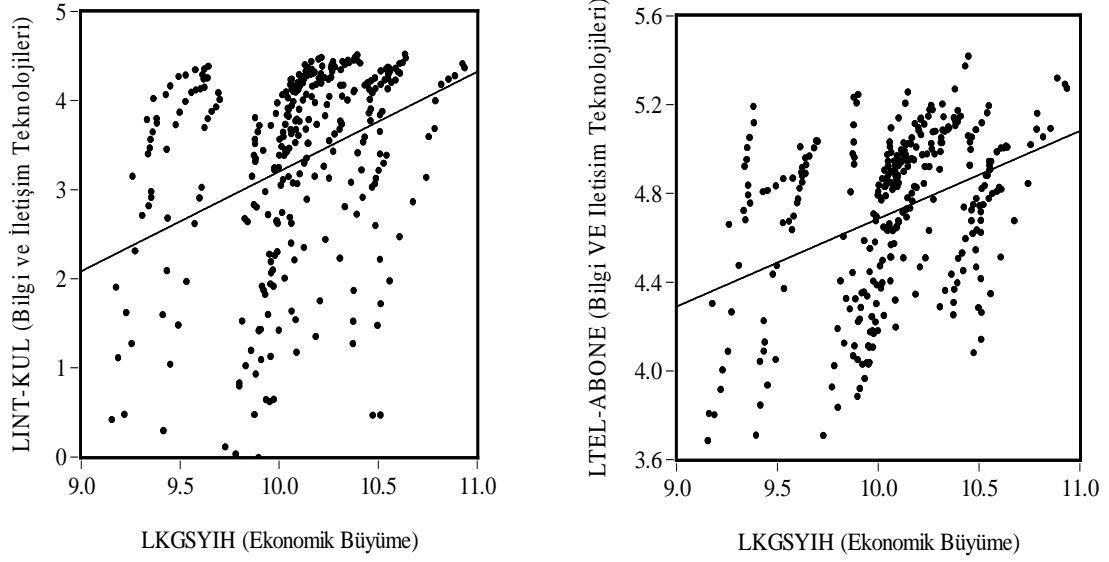 LINT-KUL (Bilgi ve İletişim Teknolojileri)
5
4
3
2
1
0
9.0 9.5 10.0 10.5 11.0
LKGSYIH (Ekonomik Büyüme)
LTEL-ABONE (Bilgi VE Iletisim Teknolojileri)
5.6
5.2
4.8
4.4
4.0
3.6
9.0 9.5 10.0 10.5 11.0
LKGSYIH (Ekonomik Büyüme)